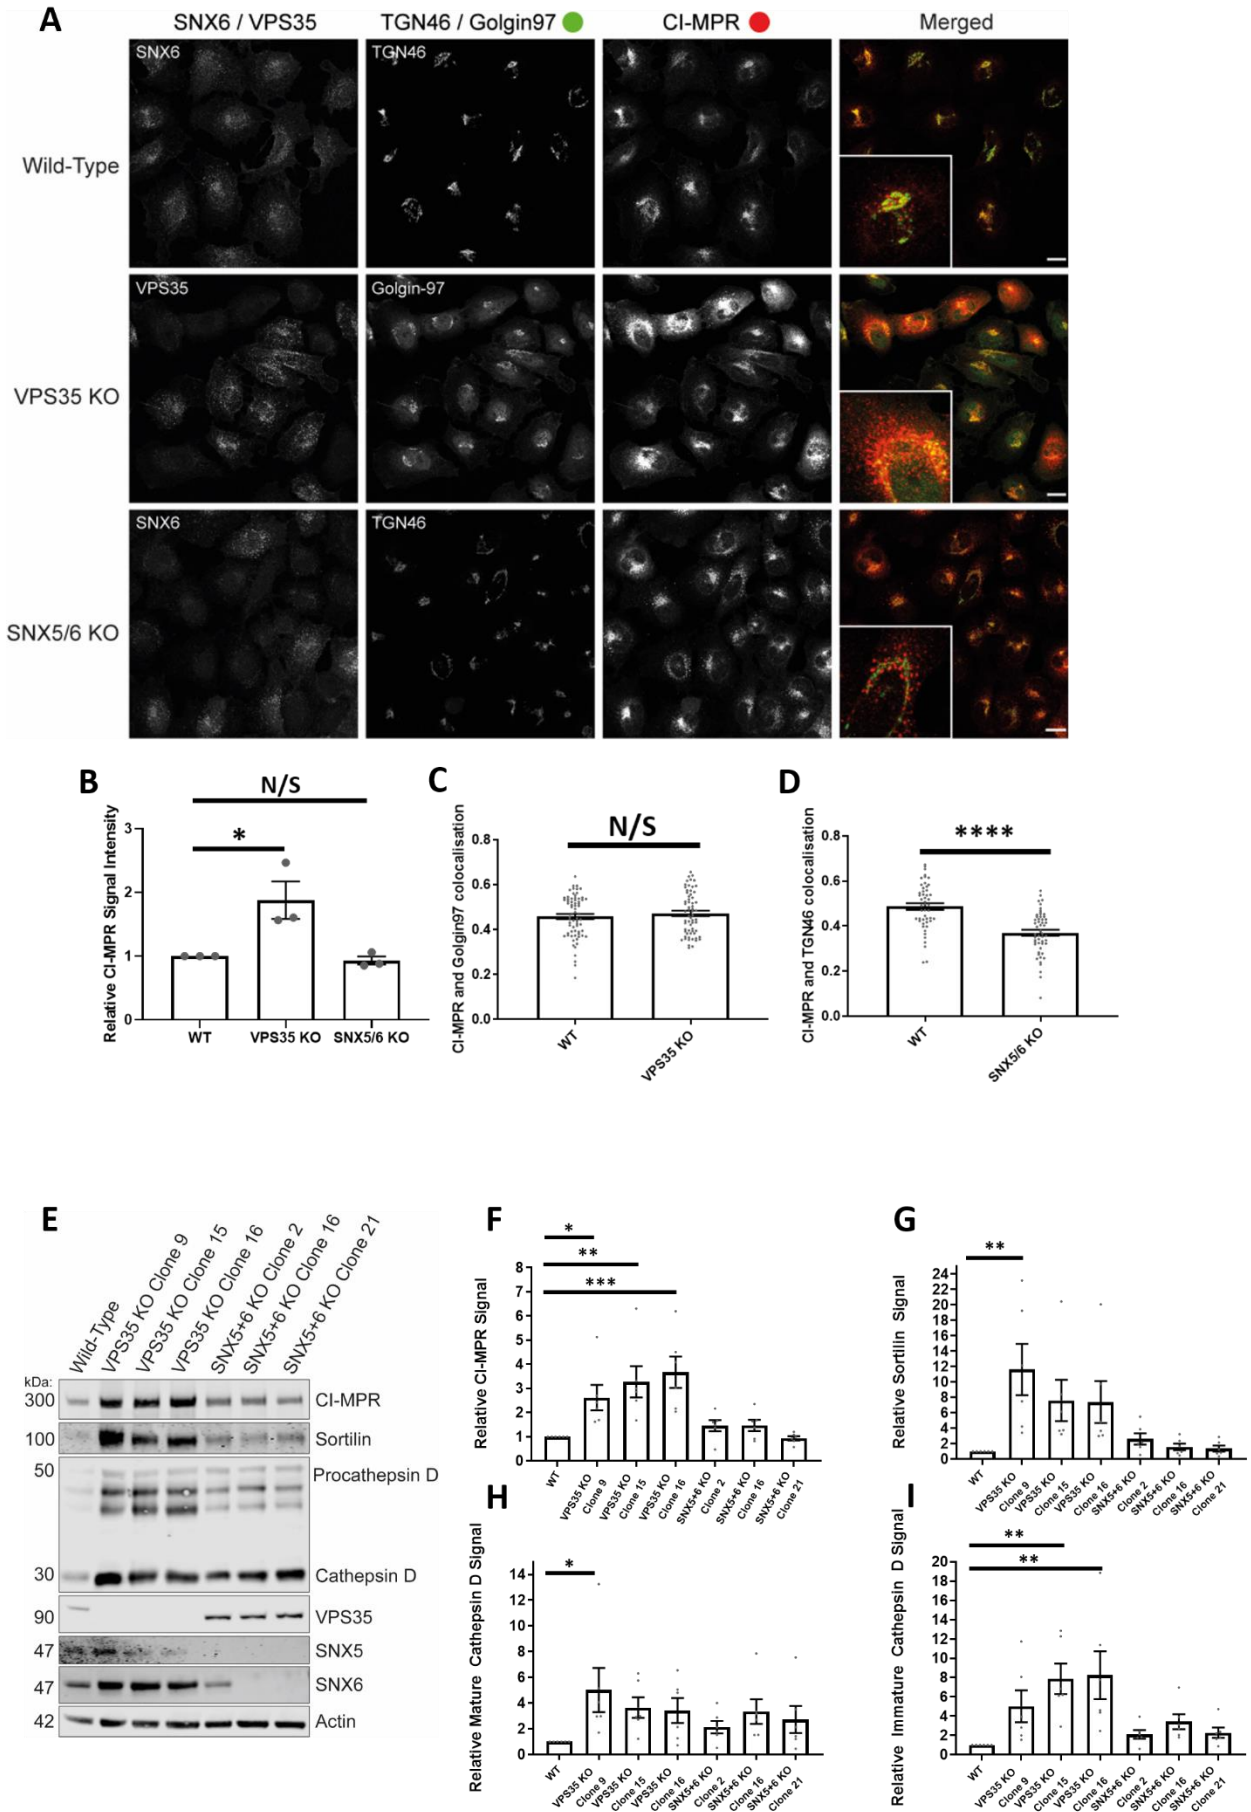 A
SNX6 / VPS35 TGN46 / Golgin97 CI-MPR Merged
Wild-Type
SNX6 TGN46
VPS35 KO
VPS35 Golgin-97
SNX5/6 KO
SNX6 TGN46
B
N/S
*
Relative CI-MPR Signal Intensity
3
2
1
0
WT VPS35 KO SNX5/6 KO
C
N/S
CI-MPR and Golgin97 colocalisation
0.8
0.6
0.4
0.2
0.0
WT
VPS35 KO
D
****
CI-MPR and TGN46 colocalisation
0.8
0.6
0.4
0.2
0.0
WT
SNX5/6 KO
E
Wild-Type
VPS35 KO Clone 9
VPS35 KO Clone 15
VPS35 KO Clone 16
SNX5+6 KO Clone 2
SNX5+6 KO Clone 16
SNX5+6 KO Clone 21
kDa:
300 CI-MPR
100 Sortilin
50 Procathepsin D
30 Cathepsin D
90 VPS35
47 SNX5
47 SNX6
42 Actin
F
*
**
***
Relative CI-MPR Signal
8
7
6
5
4
3
2
1
0
WT
VPS35 KO
Clone 9
VPS35 KO
Clone 15
VPS35 KO
Clone 16
SNX5+6 KO
Clone 2
SNX5+6 KO
Clone 16
SNX5+6 KO
Clone 21
G
**
Relative Sortilin Signal
24
22
20
18
16
14
12
10
8
6
4
2
0
WT
VPS35 KO
Clone 9
VPS35 KO
Clone 15
VPS35 KO
Clone 16
SNX5+6 KO
Clone 2
SNX5+6 KO
Clone 16
SNX5+6 KO
Clone 21
H
*
Relative Mature Cathepsin D Signal
14
12
10
8
6
4
2
0
WT
VPS35 KO
Clone 9
VPS35 KO
Clone 15
VPS35 KO
Clone 16
SNX5+6 KO
Clone 2
SNX5+6 KO
Clone 16
SNX5+6 KO
Clone 21
I
**
**
Relative Immature Cathepsin D Signal
20
18
16
14
12
10
8
6
4
2
0
WT
VPS35 KO
Clone 9
VPS35 KO
Clone 15
VPS35 KO
Clone 16
SNX5+6 KO
Clone 2
SNX5+6 KO
Clone 16
SNX5+6 KO
Clone 21